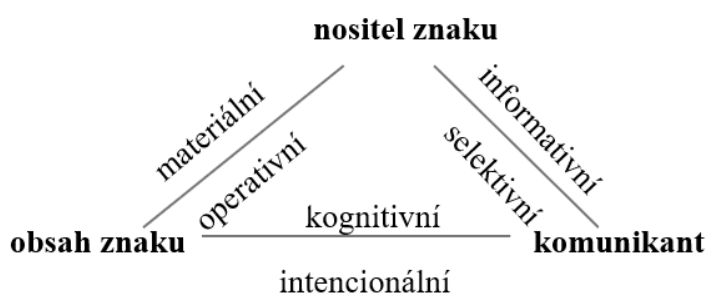 nositel znaku
materiální
informativní
operativní
selektivní
kognitivní
obsah znaku
komunikant
intencionální